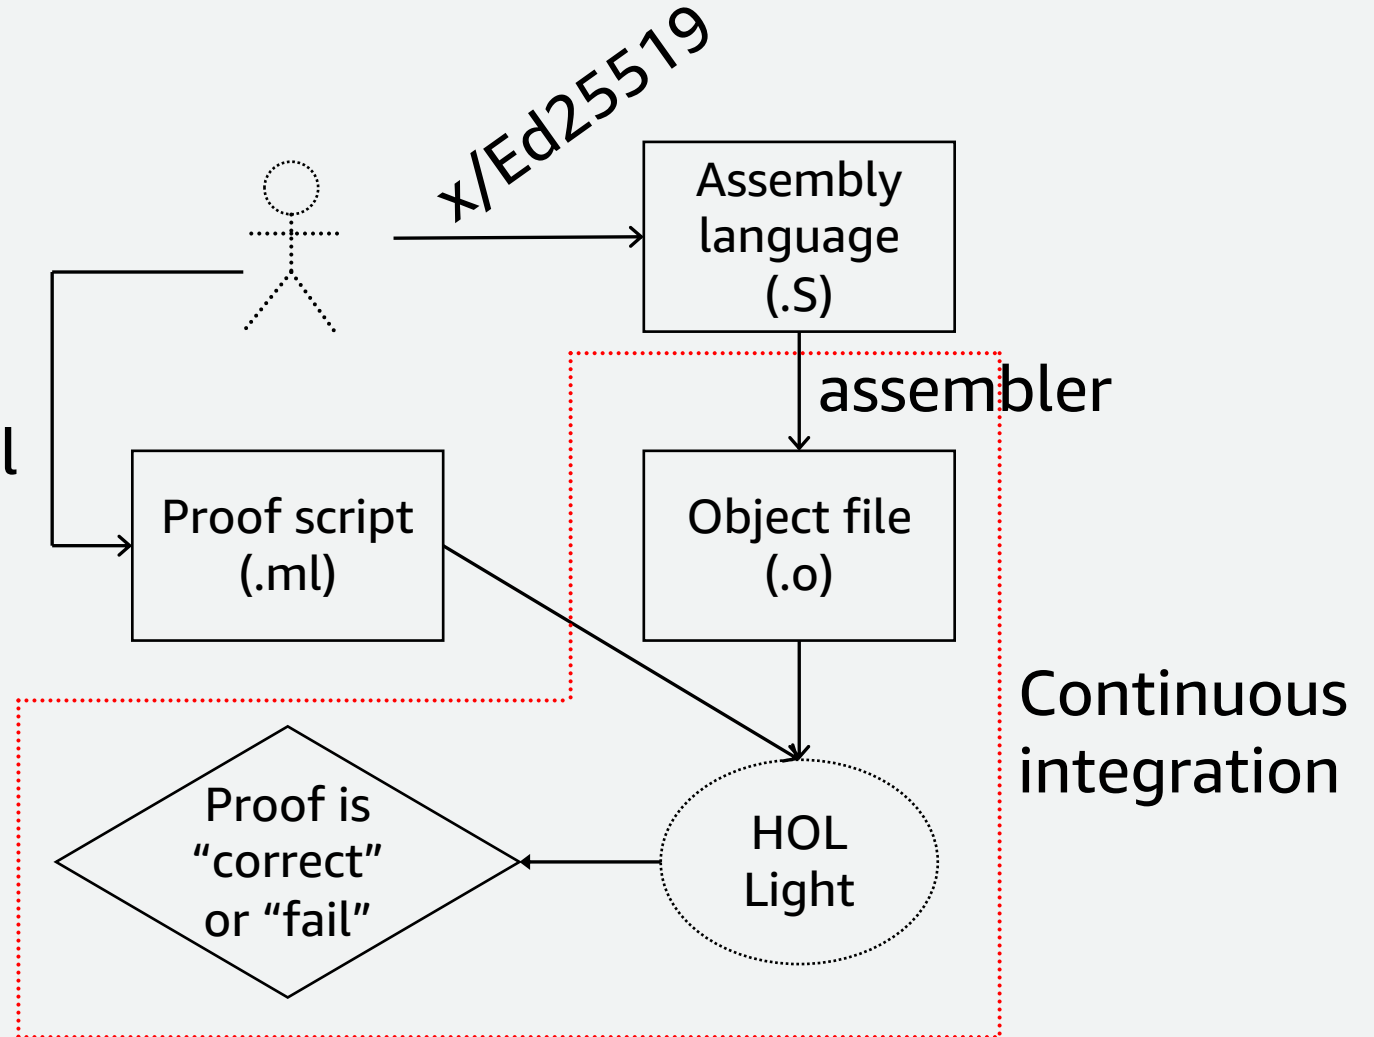 x/Ed25519
Assembly
language
(.S)
assembler
l
Proof script
(.ml)
Object file
(.o)
Continuous
integration
Proof is
“correct”
or “fail”
HOL
Light